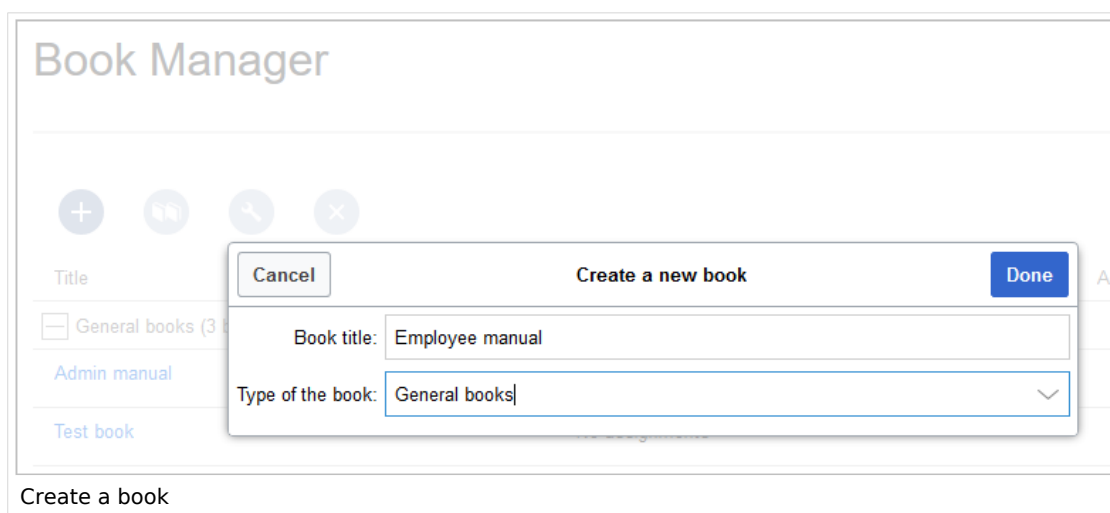 Book Manager
Title
Cancel
Create a new book
Done
A
General books (3 b
Book title: Employee manual
Admin manual
Type of the book: General books
Test book
Create a book